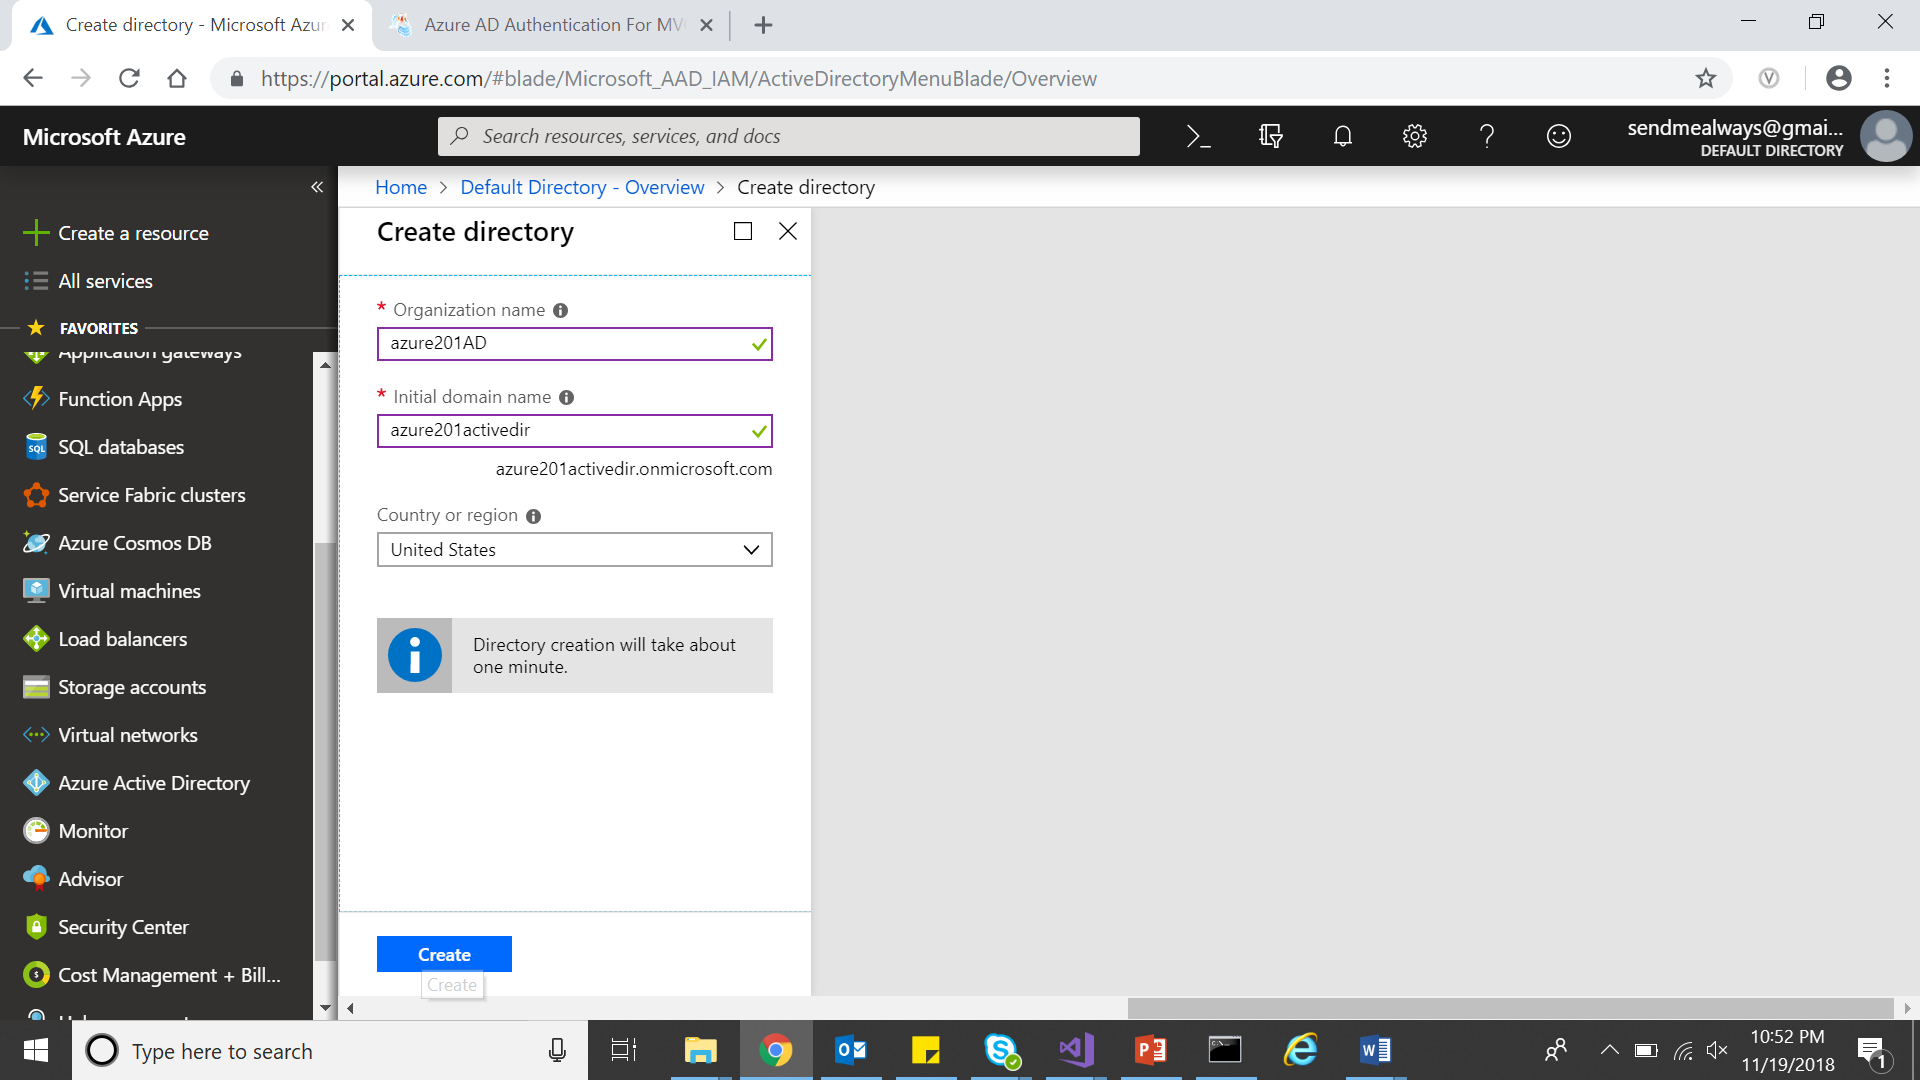 Create directory - Microsoft Azur
Azure AD Authentication For MV
https://portal.azure.com/#blade/Microsoft_AAD_IAM/ActiveDirectoryMenuBlade/Overview
Microsoft Azure
Search resources, services, and docs
sendmealways@gmai...
DEFAULT DIRECTORY
Home > Default Directory - Overview > Create directory
Create a resource
All services
FAVORITES
Application gateways
Function Apps
SQL databases
Service Fabric clusters
Azure Cosmos DB
Virtual machines
Load balancers
Storage accounts
Virtual networks
Azure Active Directory
Monitor
Advisor
Security Center
Cost Management + Bill...
Create directory
* Organization name
azure201AD
* Initial domain name
azure201activedir
azure201activedir.onmicrosoft.com
Country or region
United States
Directory creation will take about
one minute.
Create
Create
Type here to search
10:52 PM
11/19/2018
1